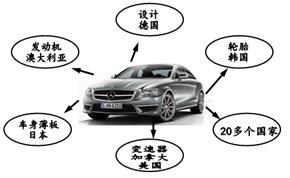 设计
德国
发动机
澳大利亚
轮胎
韩国
车身薄板
日本
变速器
加拿大
英国
20多个国家